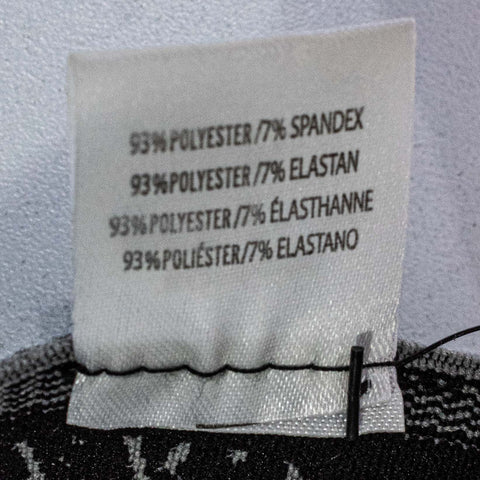 93% POLYESTER/7% SPANDEX
93%POLYESTER/7% ELASTAN
93% POLYESTER/7% ÉLASTHANNE
93%POLIÉSTER/7% ELASTANO